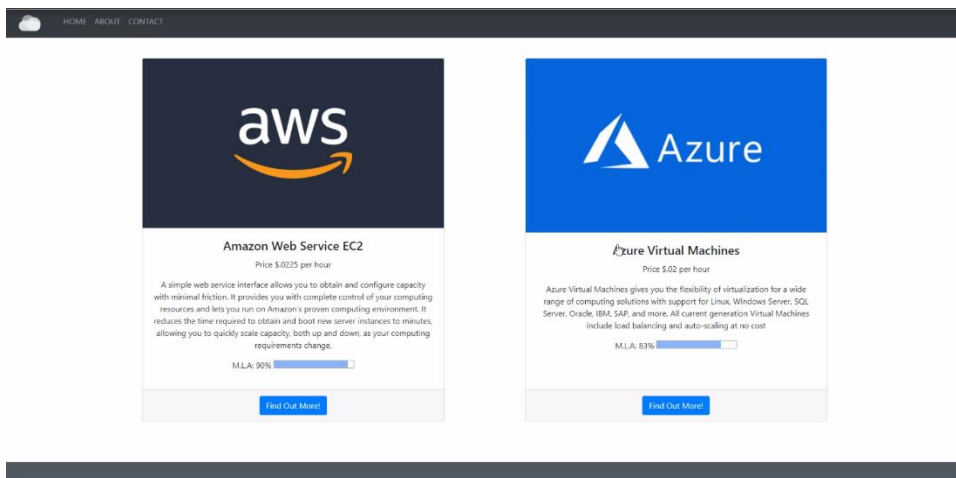 HOME ABOUT CONTACT
aws
Amazon Web Service EC2
Price $.0225 per hour
A simple web service interface allows you to obtain and configure capacity
with minimal friction. It provides you with complete control of your computing
resources and lets you run on Amazon's proven computing environment. It
reduces the time required to obtain and boot new server instances to minutes,
allowing you to quickly scale capacity, both up and down, as your computing
requirements change.
M.L.A: 90%
Find Out More!
Azure
Azure Virtual Machines
Price $.02 per hour
Azure Virtual Machines gives you the flexibility of virtualization for a wide
range of computing solutions with support for Linux, Windows Server, SQL
Server, Oracle, IBM, SAP, and more. All current generation Virtual Machines
include load balancing and auto-scaling at no cost
M.L.A: 83%
Find Out More!